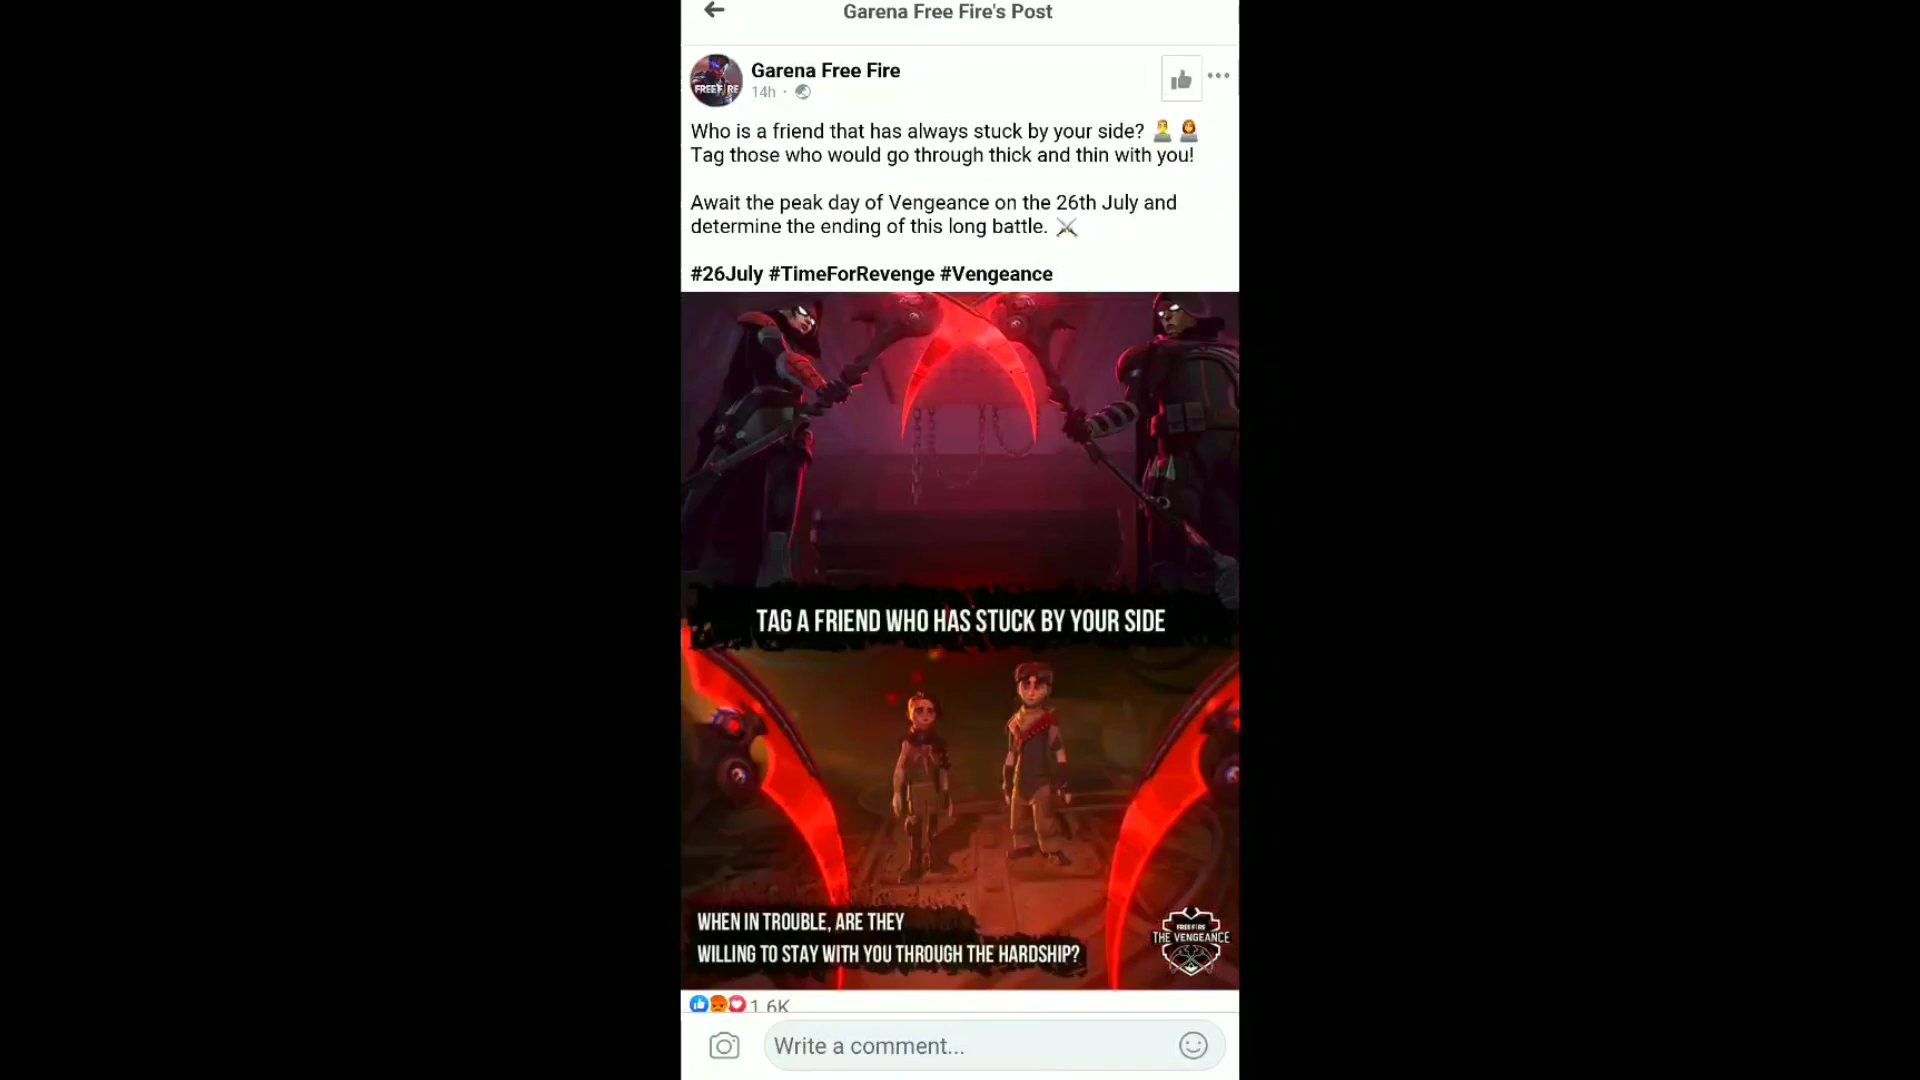 Garena Free Fire's Post
FREE FIRE
Garena Free Fire
14h ·
Who is a friend that has always stuck by your side?
Tag those who would go through thick and thin with you!
Await the peak day of Vengeance on the 26th July and
determine the ending of this long battle.
#26July #TimeForRevenge #Vengeance
TAG A FRIEND WHO HAS STUCK BY YOUR SIDE
WHEN IN TROUBLE, ARE THEY
WILLING TO STAY WITH YOU THROUGH THE HARDSHIP?
FREE FIRE
THE VENGEANCE
1.6K
Write a comment...